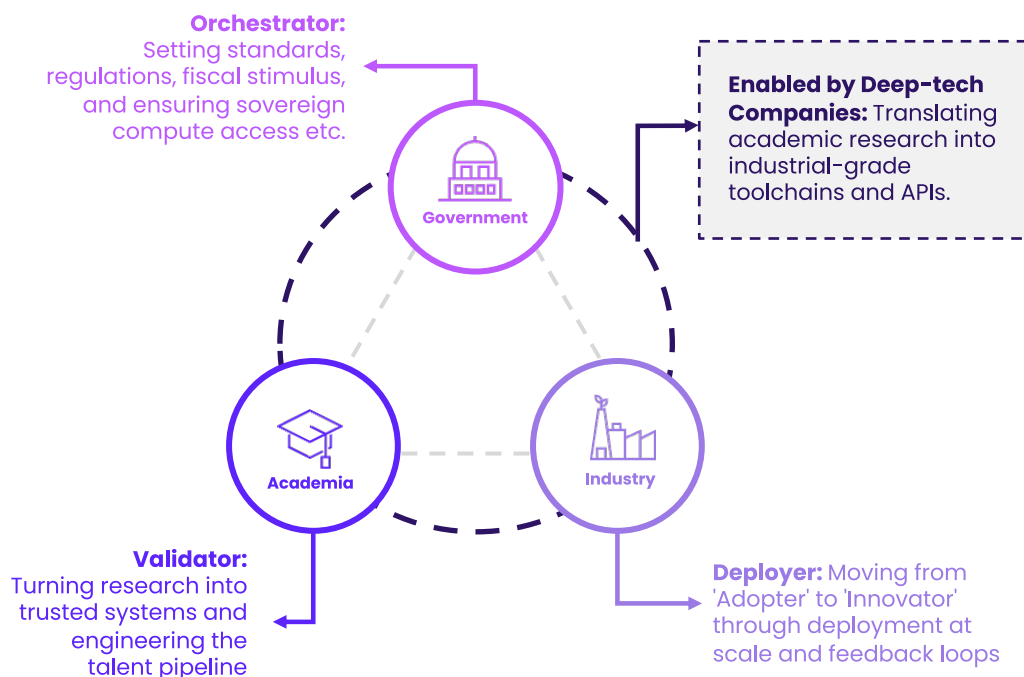 Orchestrator:
Setting standards,
regulations, fiscal stimulus,
and ensuring sovereign
compute access etc.
Enabled by Deep-tech
Companies: Translating
academic research into
industrial-grade
toolchains and APIs.
Government
Academia
Industry
Validator:
Turning research into
trusted systems and
engineering the
talent pipeline
Deployer: Moving from
'Adopter' to 'Innovator'
through deployment at
scale and feedback loops